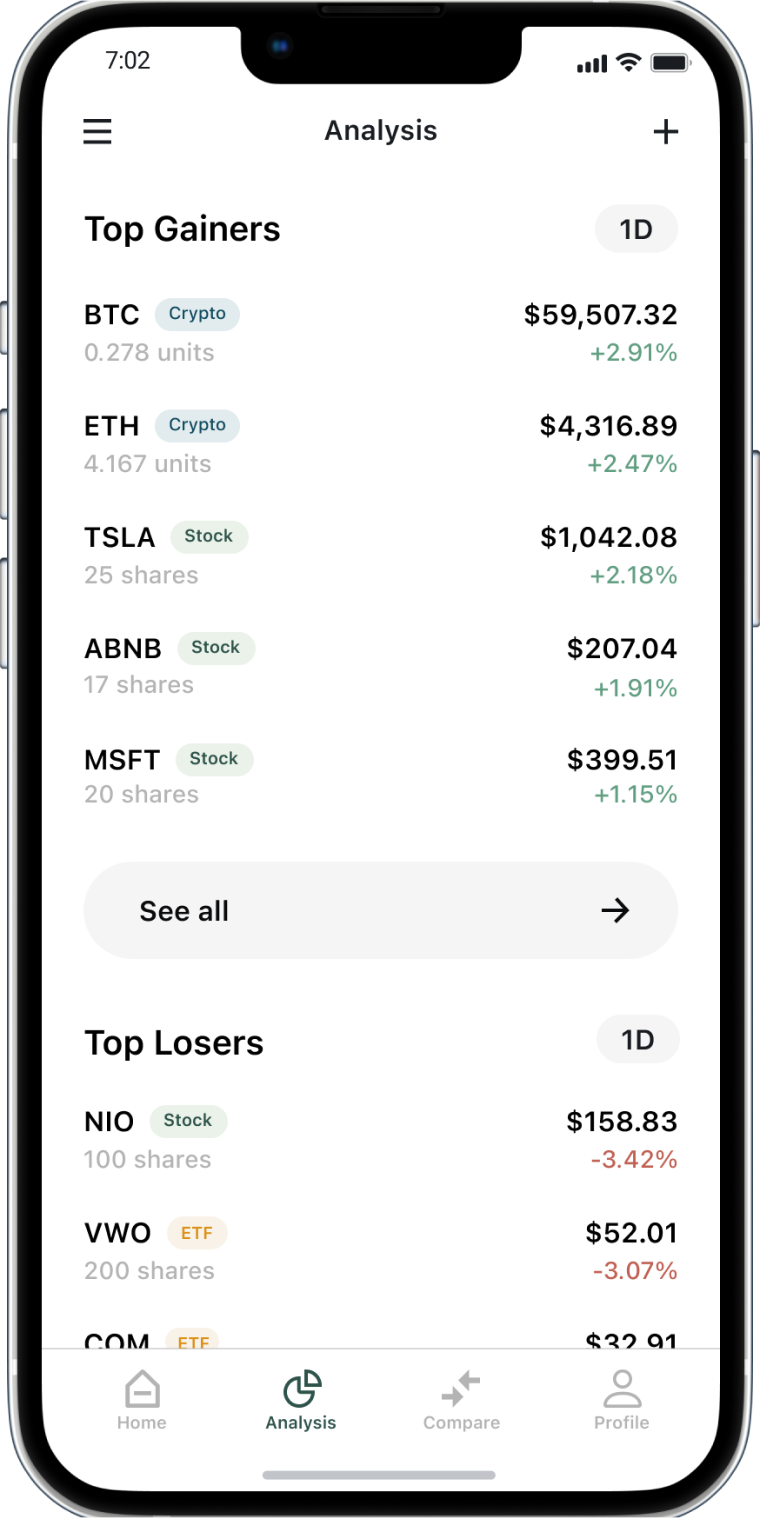 7:02
Analysis
Top Gainers 1D
BTC Crypto $59,507.32
0.278 units +2.91%
ETH Crypto $4,316.89
4.167 units +2.47%
TSLA Stock $1,042.08
25 shares +2.18%
ABNB Stock $207.04
17 shares +1.91%
MSFT Stock $399.51
20 shares +1.15%
See all
Top Losers 1D
NIO Stock $158.83
100 shares -3.42%
VWO ETF $52.01
200 shares -3.07%
COM ETF $32.91
Home Analysis Compare Profile